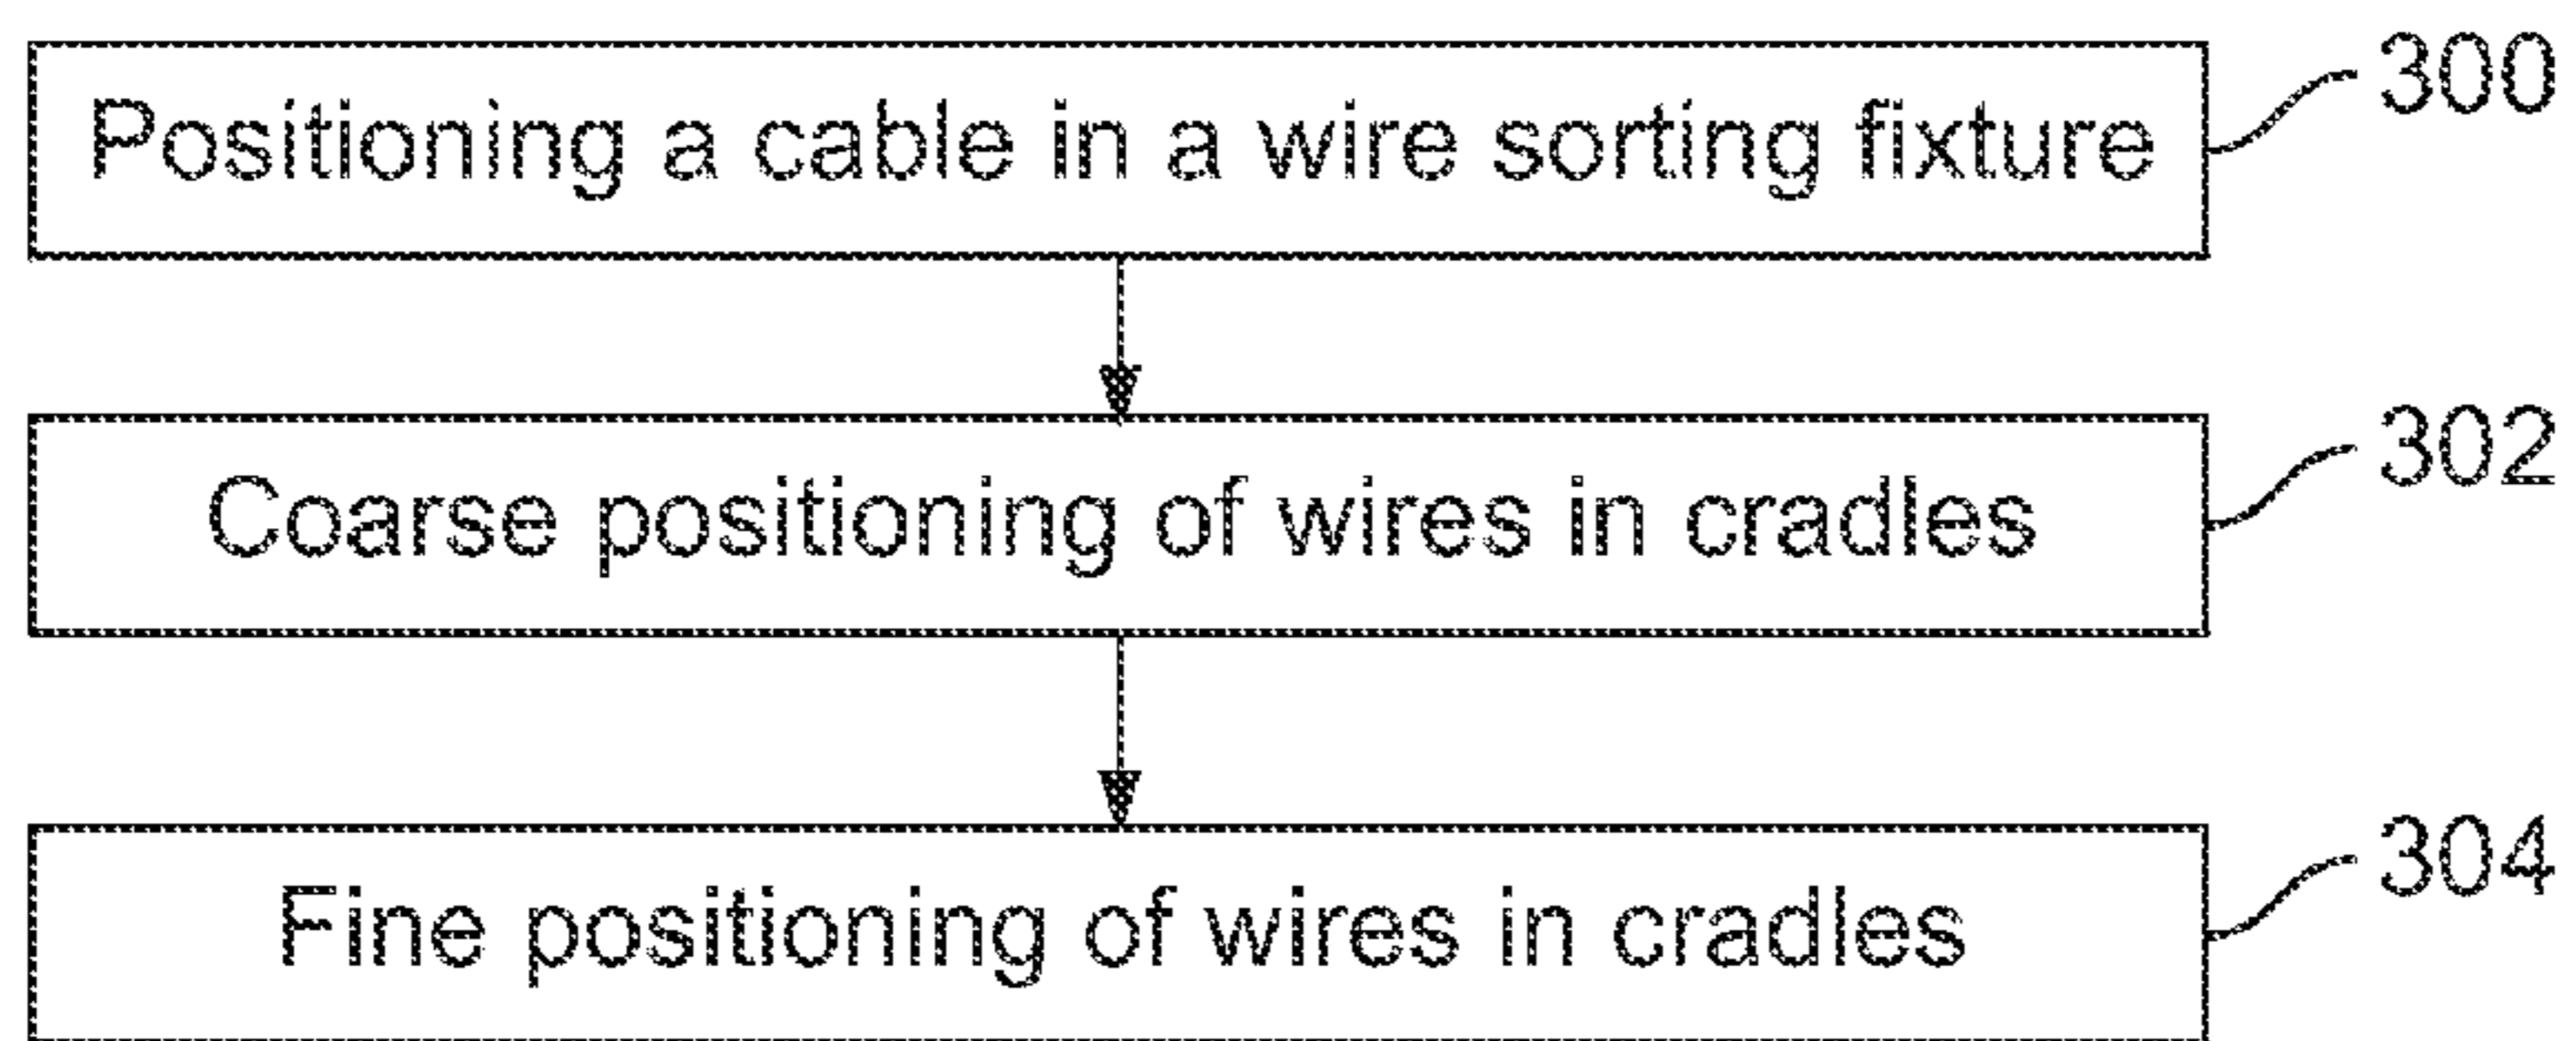 Positioning a cable in a wire sorting fixture 300
Coarse positioning of wires in cradles 302
Fine positioning of wires in cradles 304